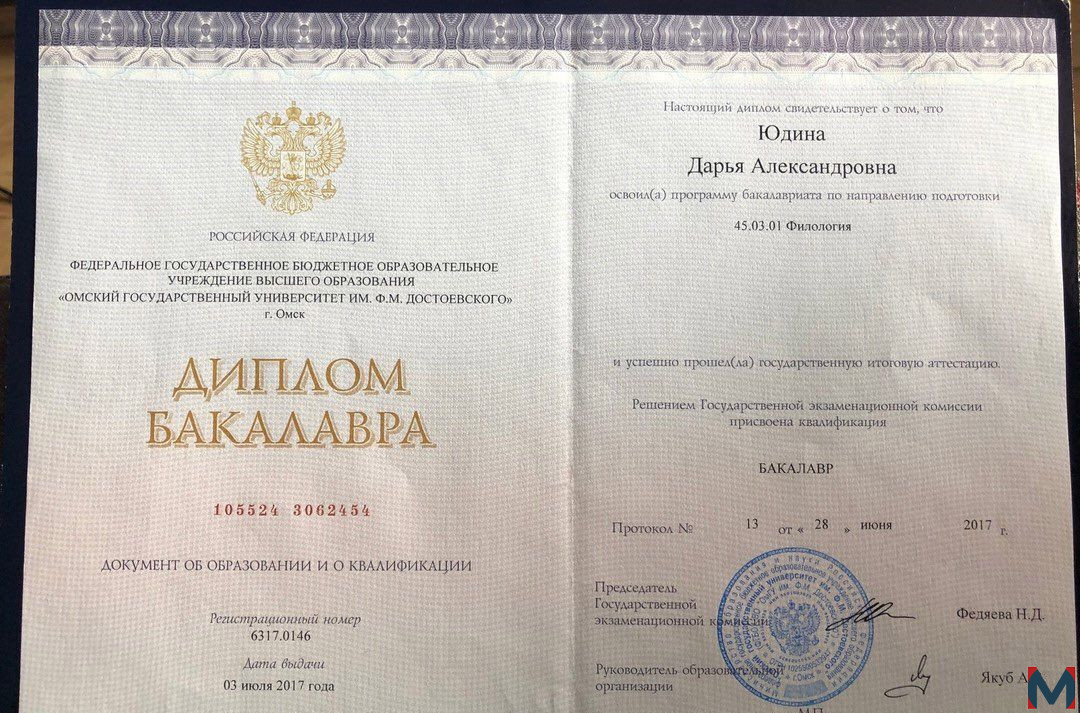 РОССИЙСКАЯ ФЕДЕРАЦИЯ
ФЕДЕРАЛЬНОЕ ГОСУДАРСТВЕННОЕ БЮДЖЕТНОЕ ОБРАЗОВАТЕЛЬНОЕ
УЧРЕЖДЕНИЕ ВЫСШЕГО ОБРАЗОВАНИЯ
«ОМСКИЙ ГОСУДАРСТВЕННЫЙ УНИВЕРСИТЕТ ИМ. Ф.М. ДОСТОЕВСКОГО»
г. Омск
ДИПЛОМ
БАКАЛАВРА
105524 3062454
ДОКУМЕНТ ОБ ОБРАЗОВАНИИ И О КВАЛИФИКАЦИИ
Регистрационный номер
6317.0146
Дата выдачи
03 июля 2017 года
Настоящий диплом свидетельствует о том, что
Юдина
Дарья Александровна
освоил(а) программу бакалавриата по направлению подготовки
45.03.01 Филология
и успешно прошел(ла) государственную итоговую аттестацию.
Решением Государственной экзаменационной комиссии
присвоена квалификация
БАКАЛАВР
Протокол № 13 от « 28 » июня 2017 г.
Председатель
Государственной
экзаменационной комиссии
Федяева Н.Д.
Руководитель образовательной
организации
Якуб А
М.П.
M